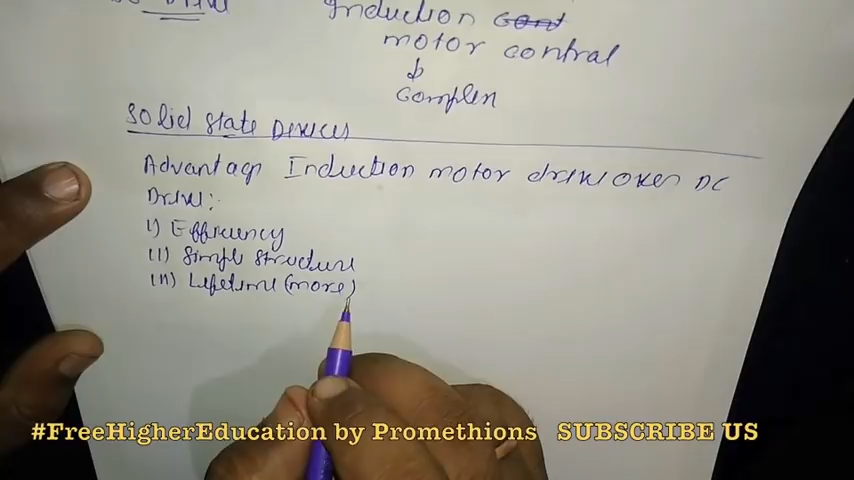 Induction Cont
motor control
Complex
Solid State Devices
Advantage Induction motor drive over DC
Drive:
i) Efficiency
(ii) Simple structure
(iii) Lifetime (more)
#FreeHigherEducation by Promethions SUBSCRIBE US